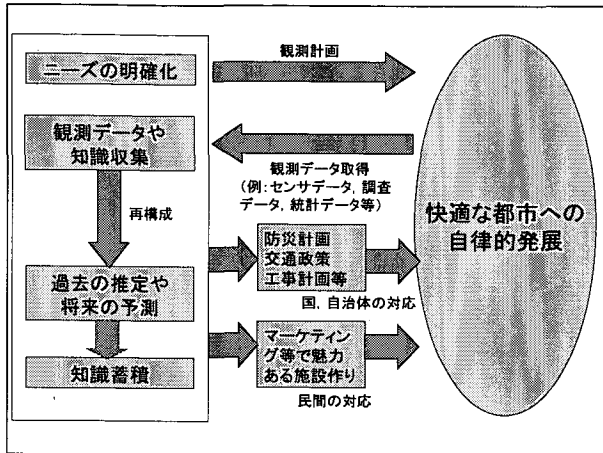 ニーズの明確化
観測データや
知識収集
再構成
過去の推定や
将来の予測
知識蓄積
観測計画
観測データ取得
（例：センサデータ, 調査
データ, 統計データ等）
防災計画
交通政策
工事計画等
国, 自治体の対応
マーケティン
グ等で魅力
ある施設作り
民間の対応
快適な都市への
自律的発展